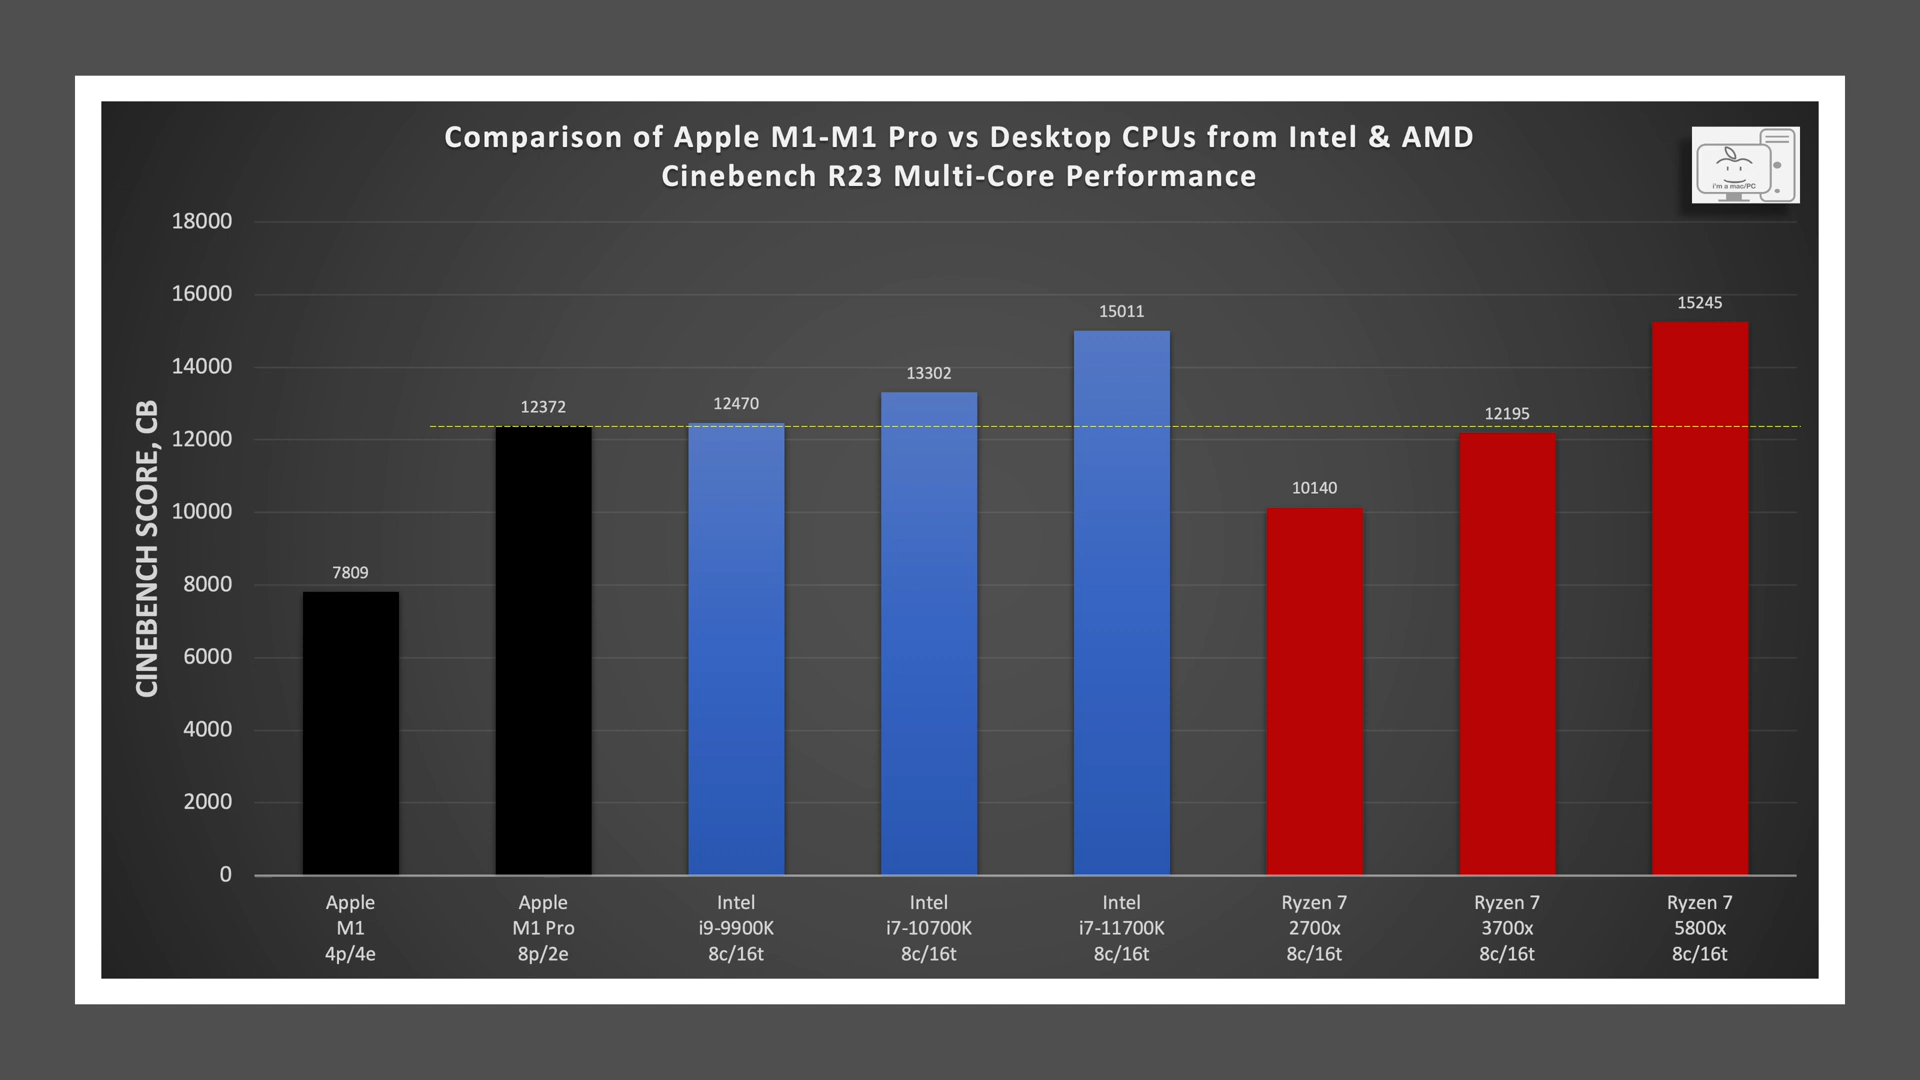 Comparison of Apple M1-M1 Pro vs Desktop CPUs from Intel & AMD
Cinebench R23 Multi-Core Performance
i'm a mac/PC
CINEBENCH SCORE, CB
18000
16000
14000
12000
10000
8000
6000
4000
2000
0
7809
12372
12470
13302
15011
10140
12195
15245
Apple
M1
4p/4e
Apple
M1 Pro
8p/2e
Intel
i9-9900K
8c/16t
Intel
i7-10700K
8c/16t
Intel
i7-11700K
8c/16t
Ryzen 7
2700x
8c/16t
Ryzen 7
3700x
8c/16t
Ryzen 7
5800x
8c/16t